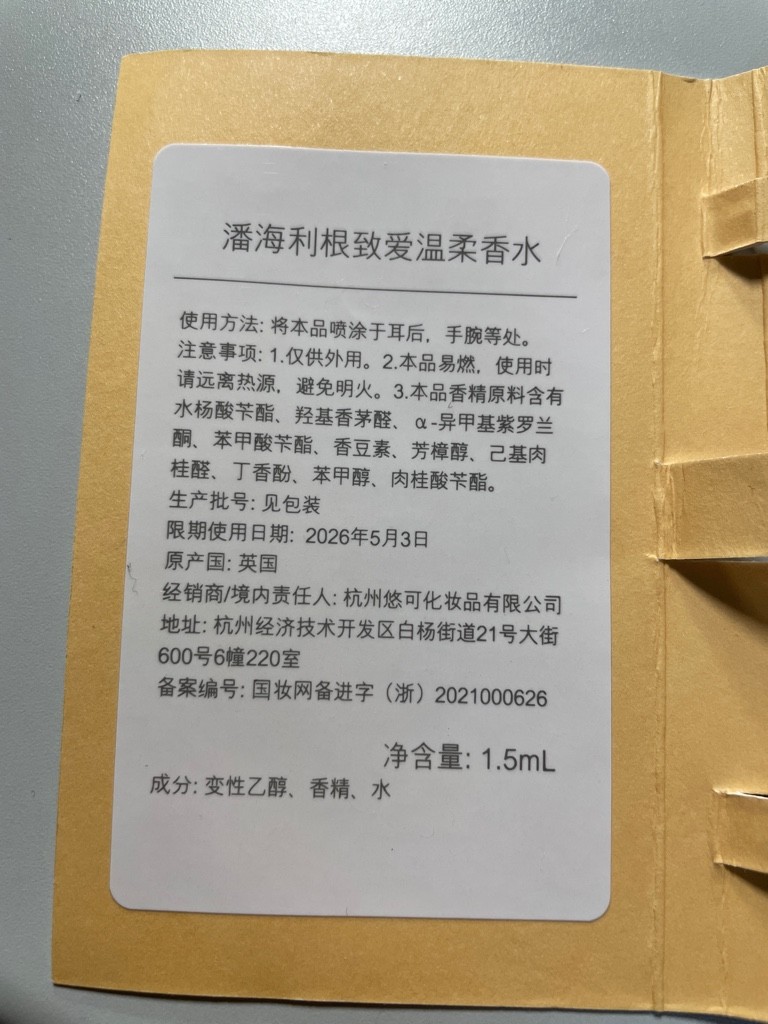 潘海利根致爱温柔香水
使用方法: 将本品喷涂于耳后，手腕等处。
注意事项: 1.仅供外用。2.本品易燃，使用时
请远离热源，避免明火。3.本品香精原料含有
水杨酸苄酯、羟基香茅醛、α-异甲基紫罗兰
酮、苯甲酸苄酯、香豆素、芳樟醇、己基肉
桂醛、丁香酚、苯甲醇、肉桂酸苄酯。
生产批号: 见包装
限期使用日期: 2026年5月3日
原产国: 英国
经销商/境内责任人: 杭州悠可化妆品有限公司
地址: 杭州经济技术开发区白杨街道21号大街
600号6幢220室
备案编号: 国妆网备进字（浙）2021000626
净含量: 1.5mL
成分: 变性乙醇、香精、水